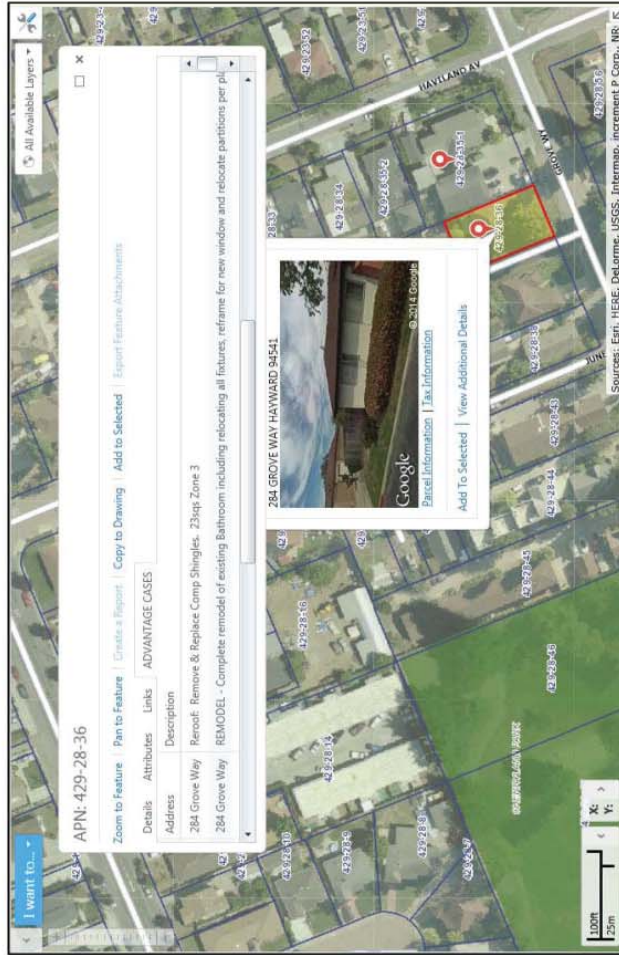 I want to...
All Available Layers
APN: 429-28-36
Zoom to Feature | Pan to Feature | Create a Report | Copy to Drawing | Add to Selected | Export Feature Attachments
Details Attributes Links ADVANTAGE CASES
Address Description
284 Grove Way Reroof: Remove & Replace Comp Shingles. 23sqs Zone 3
284 Grove Way REMODEL - Complete remodel of existing Bathroom including relocating all fixtures, reframe for new window and relocate partitions per pl
284 GROVE WAY HAYWARD 94541
Google
© 2014 Google
Parcel Information | Tax Information
Add To Selected | View Additional Details
429-23-52
429-23-51
HAVILAND AV
28-33
429-28-34
429-28-35-2
429-28-35-1
429-28-36
GROVE WY
429-28-56
429-28-38
JUNE
429-28-43
429-28-44
429-28-45
429-28-46
429-28-16
429-28-14
429-28-10
429-28-9
429-28-8
429-28-7
100ft
25m
X:
Y:
Sources: Esri, HERE, DeLorme, USGS, Intermap, increment P Corp., NR